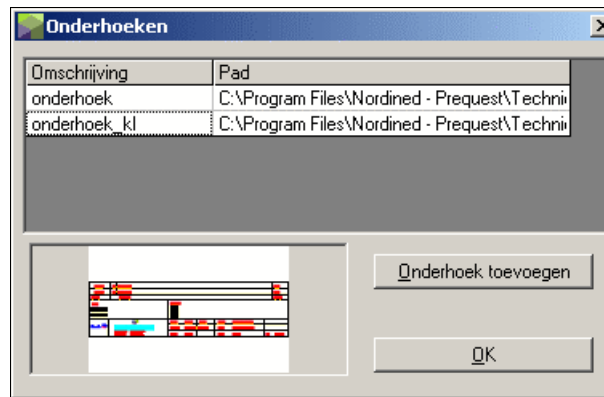 Onderhoeken
Omschrijving Pad
onderhoek C:\Program Files\Nordined - Prequest\Techni
onderhoek_kl C:\Program Files\Nordined - Prequest\Techni
Onderhoek toevoegen
OK